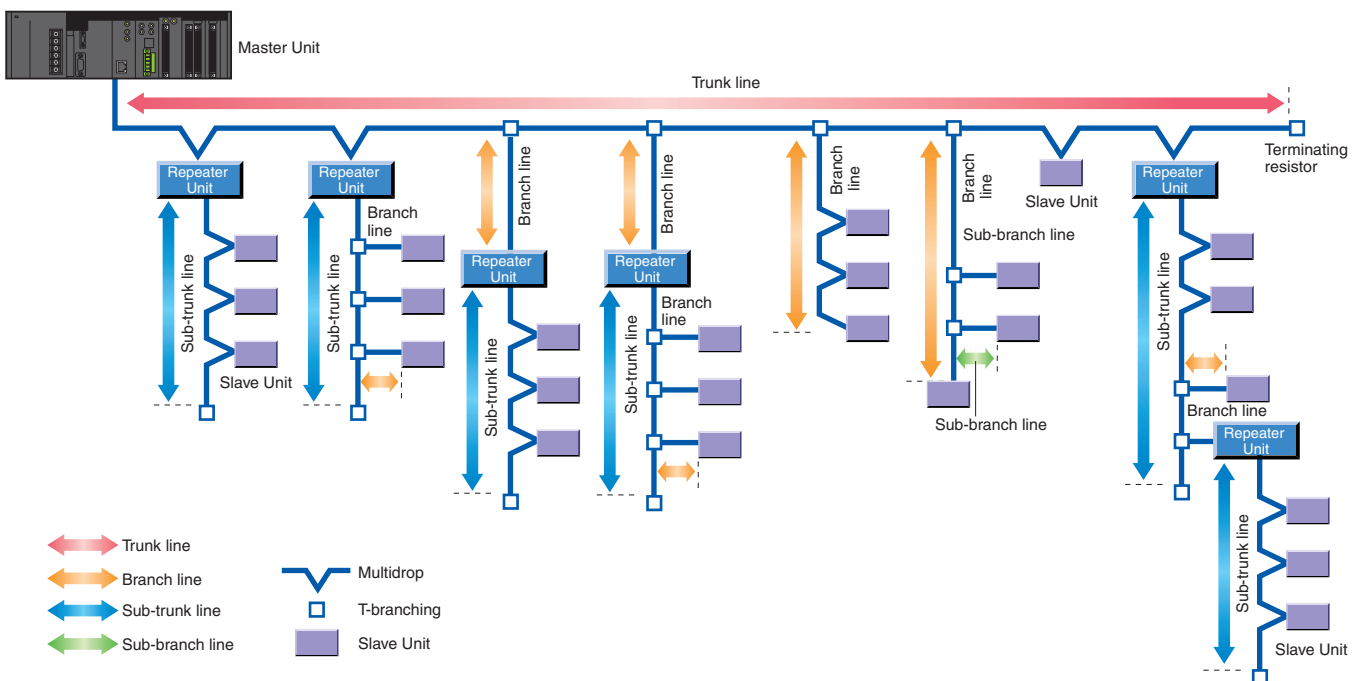 Master Unit
Trunk line
Terminating
resistor
Repeater
Unit
Repeater
Unit
Branch line
Branch line
Branch
line
Branch
line
Slave Unit
Repeater
Unit
Sub-trunk line
Slave Unit
Sub-trunk line
Branch
line
Repeater
Unit
Sub-trunk line
Repeater
Unit
Sub-trunk line
Branch
line
Sub-branch line
Sub-branch line
Sub-trunk line
Branch line
Repeater
Unit
Sub-trunk line
Slave Unit
Trunk line
Branch line
Sub-trunk line
Sub-branch line
Multidrop
T-branching
Slave Unit